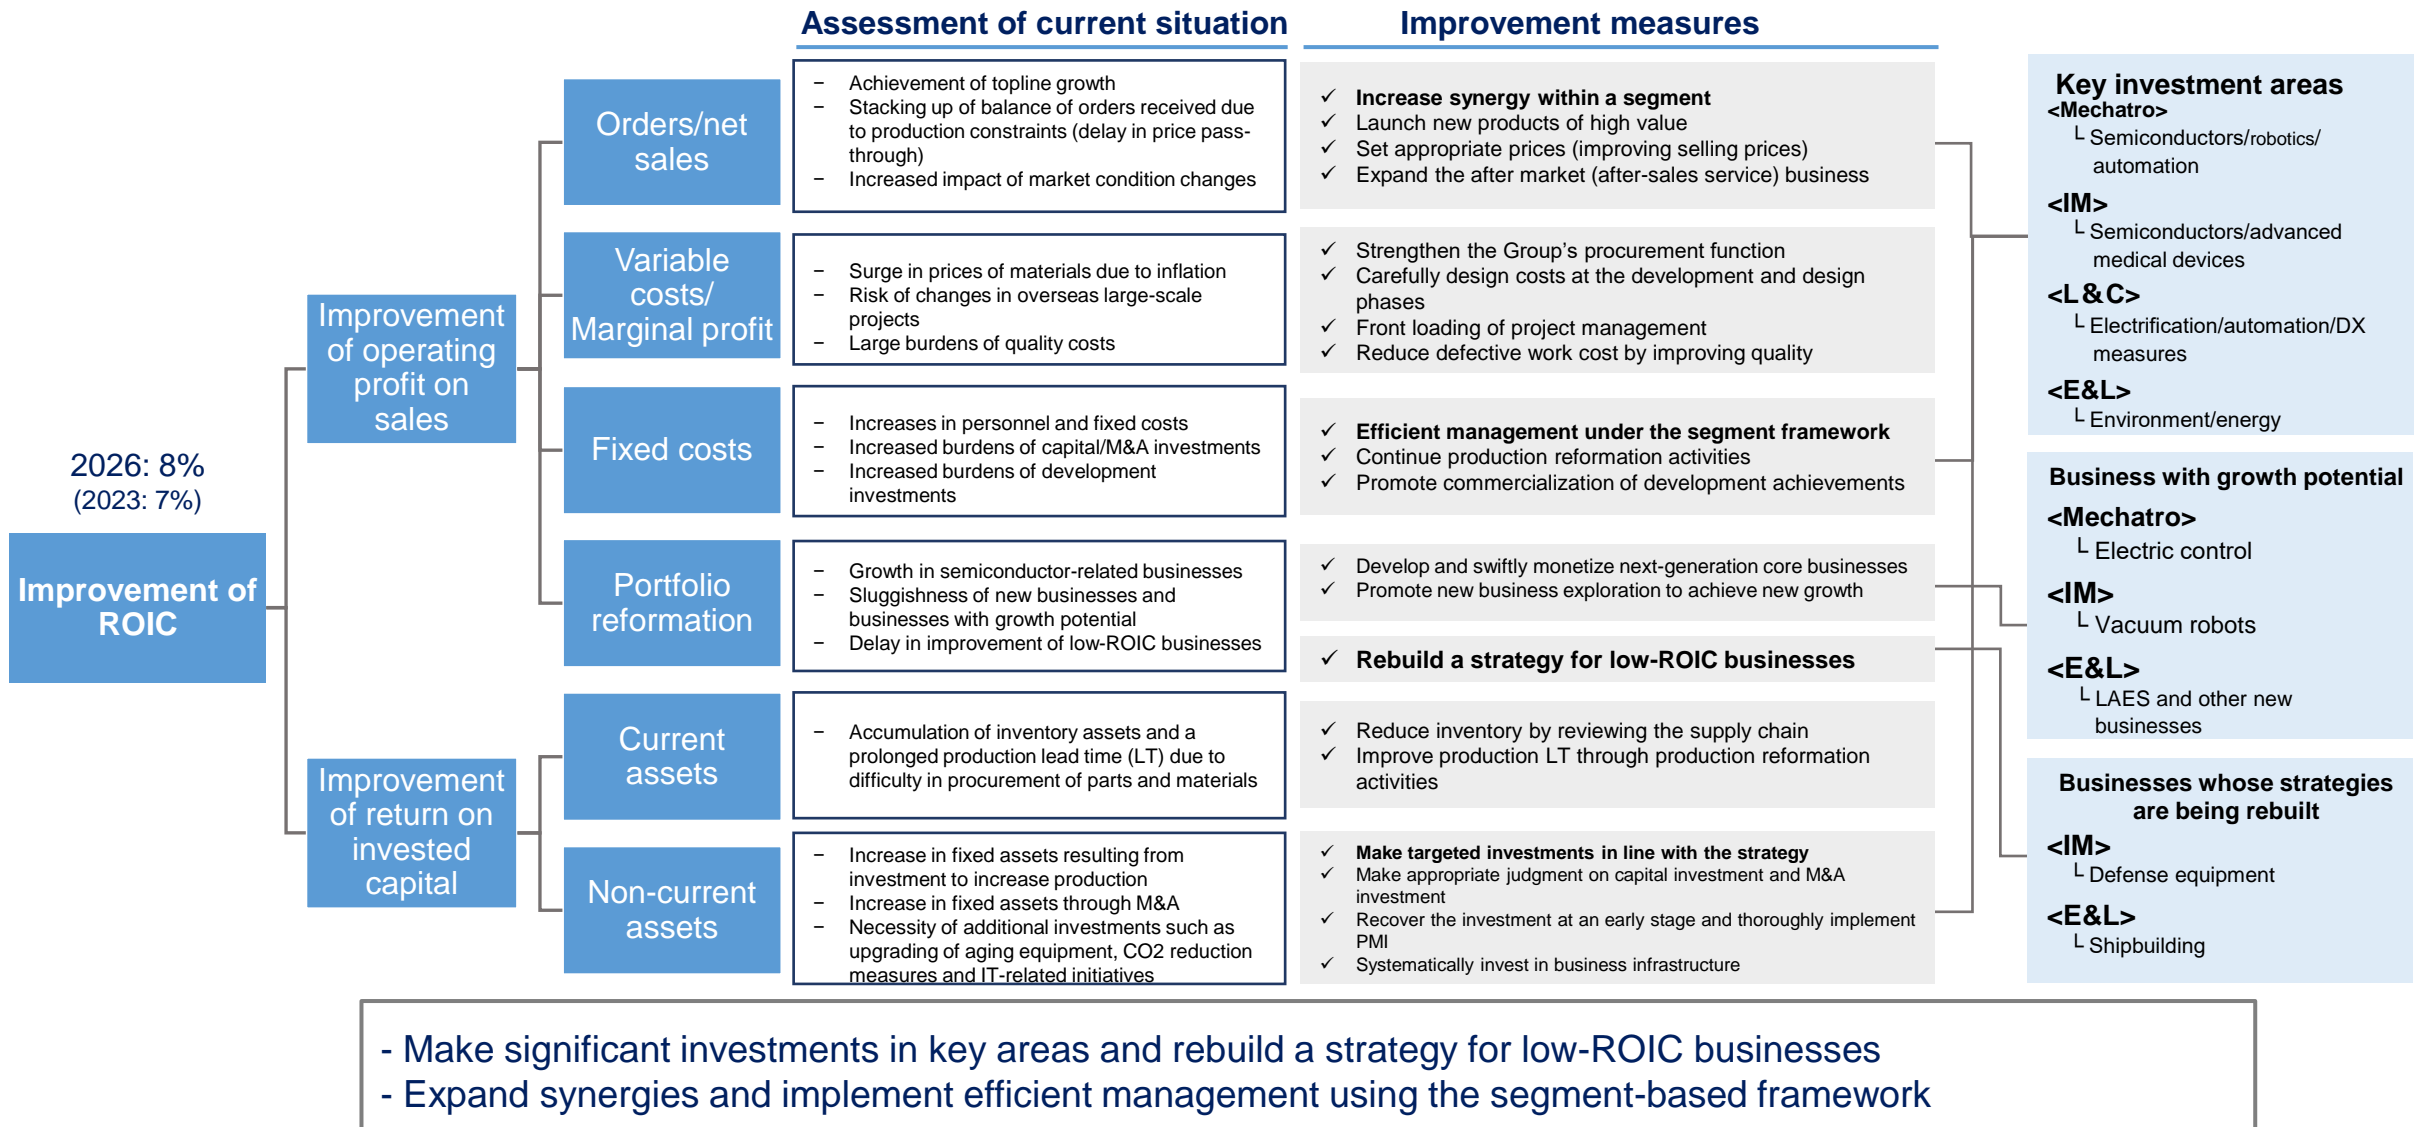 Assessment of current situation
Improvement measures
2026: 8%
(2023: 7%)
Improvement of
ROIC
Improvement
of operating
profit on
sales
Improvement
of return on
invested
capital
Orders/net
sales
− Achievement of topline growth
− Stacking up of balance of orders received due
to production constraints (delay in price pass-
through)
− Increased impact of market condition changes
✓ Increase synergy within a segment
✓ Launch new products of high value
✓ Set appropriate prices (improving selling prices)
✓ Expand the after market (after-sales service) business
Variable
costs/
Marginal profit
− Surge in prices of materials due to inflation
− Risk of changes in overseas large-scale
projects
− Large burdens of quality costs
✓ Strengthen the Group’s procurement function
✓ Carefully design costs at the development and design
phases
✓ Front loading of project management
✓ Reduce defective work cost by improving quality
Fixed costs
− Increases in personnel and fixed costs
− Increased burdens of capital/M&A investments
− Increased burdens of development
investments
✓ Efficient management under the segment framework
✓ Continue production reformation activities
✓ Promote commercialization of development achievements
Portfolio
reformation
− Growth in semiconductor-related businesses
− Sluggishness of new businesses and
businesses with growth potential
− Delay in improvement of low-ROIC businesses
✓ Develop and swiftly monetize next-generation core businesses
✓ Promote new business exploration to achieve new growth
✓ Rebuild a strategy for low-ROIC businesses
Current
assets
− Accumulation of inventory assets and a
prolonged production lead time (LT) due to
difficulty in procurement of parts and materials
✓ Reduce inventory by reviewing the supply chain
✓ Improve production LT through production reformation
activities
Non-current
assets
− Increase in fixed assets resulting from
investment to increase production
− Increase in fixed assets through M&A
− Necessity of additional investments such as
upgrading of aging equipment, CO2 reduction
measures and IT-related initiatives
✓ Make targeted investments in line with the strategy
✓ Make appropriate judgment on capital investment and M&A
investment
✓ Recover the investment at an early stage and thoroughly implement
PMI
✓ Systematically invest in business infrastructure
Key investment areas
<Mechatro>
└ Semiconductors/robotics/
automation
<IM>
└ Semiconductors/advanced
medical devices
<L&C>
└ Electrification/automation/DX
measures
<E&L>
└ Environment/energy
Business with growth potential
<Mechatro>
└ Electric control
<IM>
└ Vacuum robots
<E&L>
└ LAES and other new
businesses
Businesses whose strategies
are being rebuilt
<IM>
└ Defense equipment
<E&L>
└ Shipbuilding
- Make significant investments in key areas and rebuild a strategy for low-ROIC businesses
- Expand synergies and implement efficient management using the segment-based framework